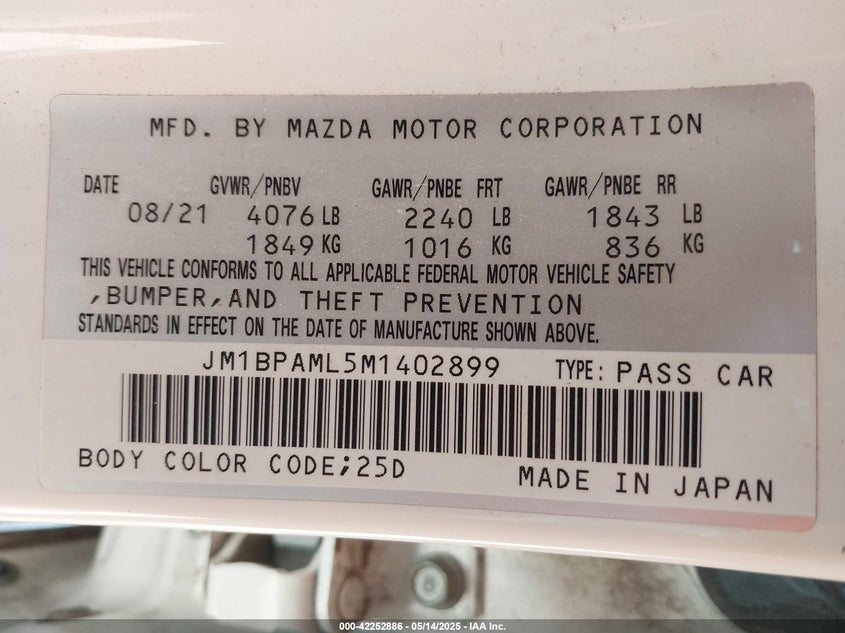 MFD. BY MAZDA MOTOR CORPORATION
DATE GVWR/PNBV GAWR/PNBE FRT GAWR/PNBE RR
08/21 4076 LB 2240 LB 1843 LB
1849 KG 1016 KG 836 KG
THIS VEHICLE CONFORMS TO ALL APPLICABLE FEDERAL MOTOR VEHICLE SAFETY
,BUMPER,AND THEFT PREVENTION
STANDARDS IN EFFECT ON THE DATE OF MANUFACTURE SHOWN ABOVE.
JM1BPAML5M1402899 TYPE: PASS CAR
BODY COLOR CODE;25D MADE IN JAPAN
000-42252886 - 05/14/2025 - IAA Inc.